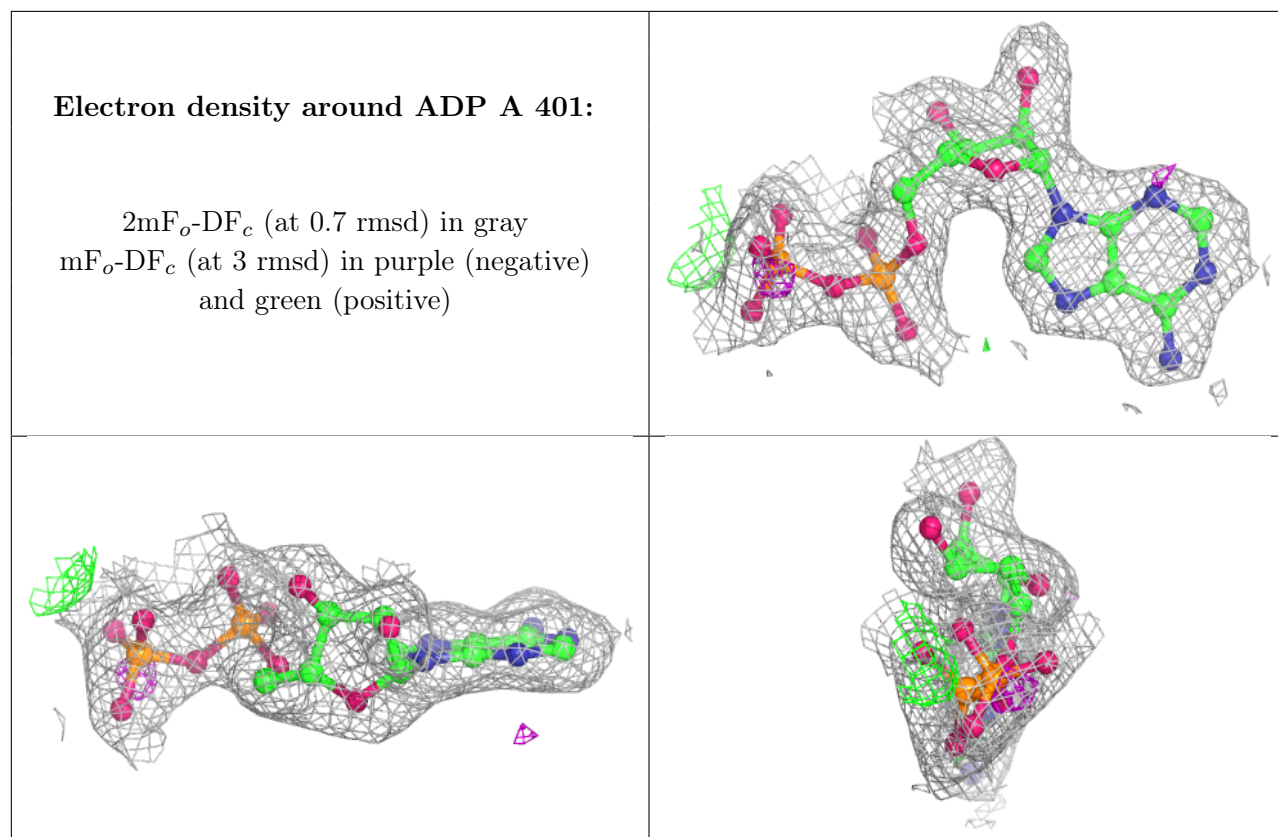 Electron density around ADP A 401:
2mFo-DFc (at 0.7 rmsd) in gray
mFo-DFc (at 3 rmsd) in purple (negative)
and green (positive)